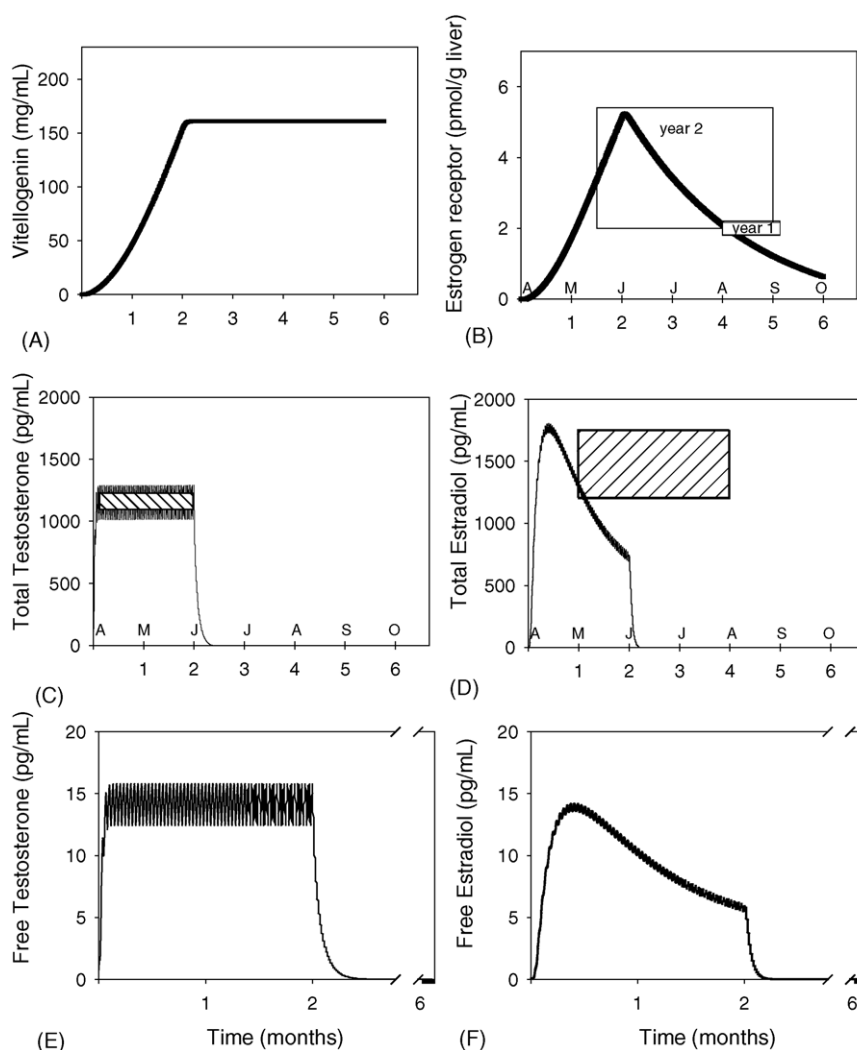 Vitellogenin (mg/mL)
200
150
100
50
0
1 2 3 4 5 6
(A)
Estrogen receptor (pmol/g liver)
6
4
2
0
year 2
year 1
A M J J A S O
1 2 3 4 5 6
(B)
Total Testosterone (pg/mL)
2000
1500
1000
500
0
A M J J A S O
1 2 3 4 5 6
(C)
Total Estradiol (pg/mL)
2000
1500
1000
500
0
A M J J A S O
1 2 3 4 5 6
(D)
Free Testosterone (pg/mL)
20
15
10
5
0
1 2 6
(E)
Time (months)
Free Estradiol (pg/mL)
20
15
10
5
0
1 2 6
(F)
Time (months)